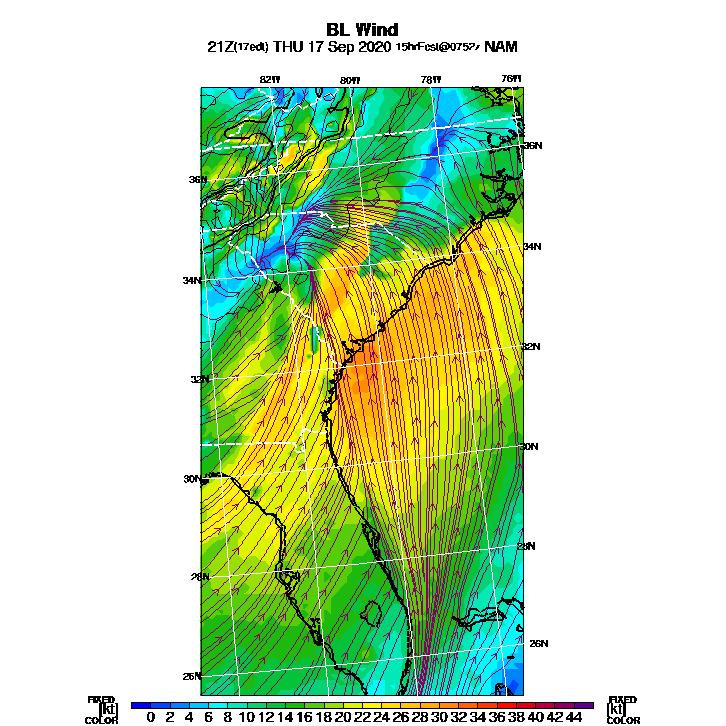 BL Wind
21Z(17edt) THU 17 Sep 2020 15hrFcst@0752z NAM
82W 80W 78W 76W
36N
36N
34N
34N
32N
32N
30N
30N
28N
28N
26N
26N
FIXED FIXED
[kt] 0 2 4 6 8 10 12 14 16 18 20 22 24 26 28 30 32 34 36 38 40 42 44 [kt]
COLOR COLOR